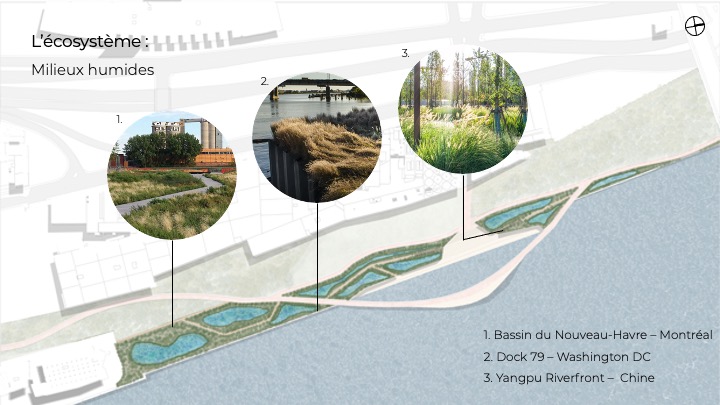 L'écosystème :
Milieux humides
1.
2.
3.
1. Bassin du Nouveau-Havre – Montréal
2. Dock 79 – Washington DC
3. Yangpu Riverfront – Chine